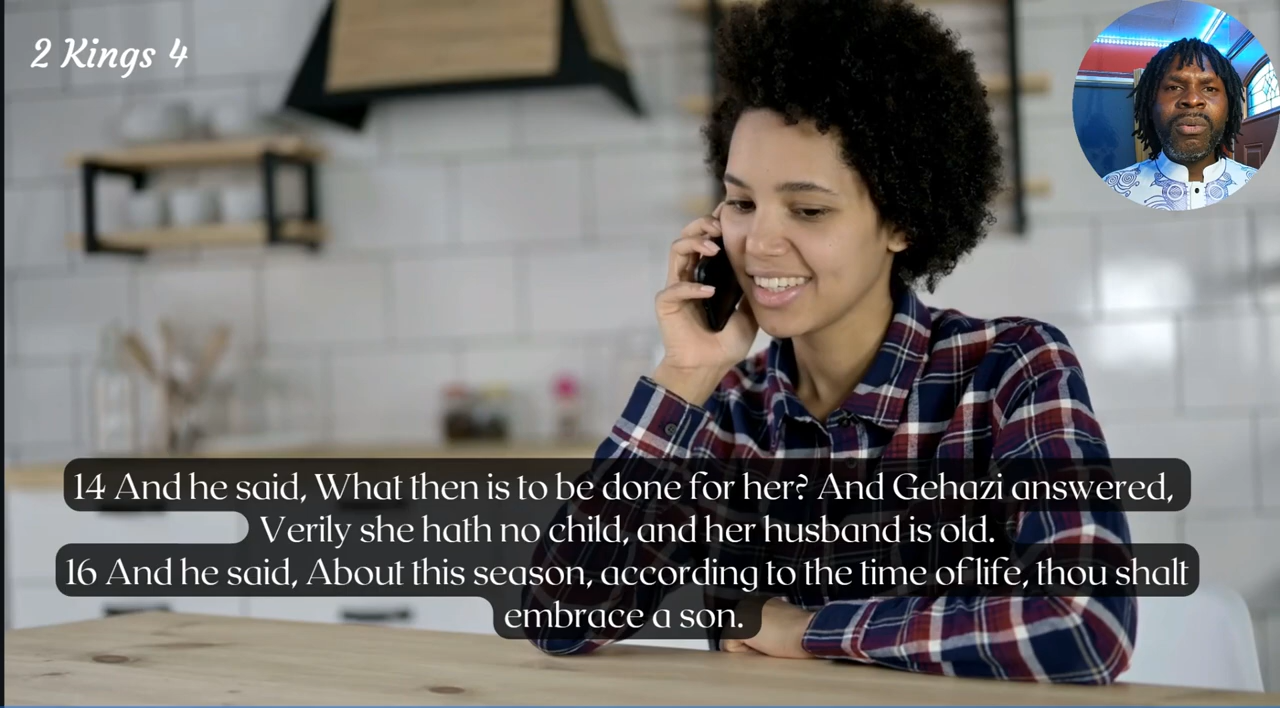 2 Kings 4
14 And he said, What then is to be done for her? And Gehazi answered,
Verily she hath no child, and her husband is old.
16 And he said, About this season, according to the time of life, thou shalt
embrace a son.